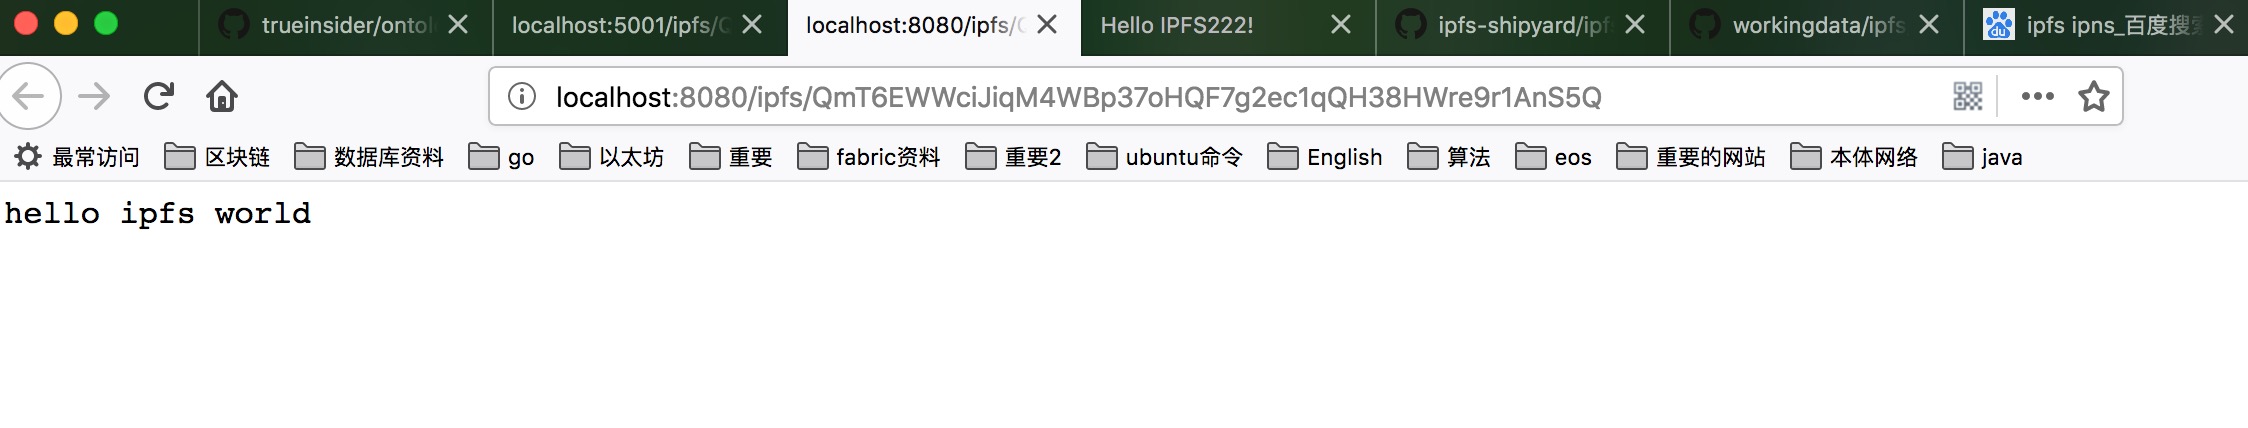 trueinsider/ontol localhost:5001/ipfs/Q localhost:8080/ipfs/Q Hello IPFS222! ipfs-shipyard/ipf workingdata/ipfs ipfs ipns_百度搜索
localhost:8080/ipfs/QmT6EWWciJiqM4WBp37oHQF7g2ec1qQH38HWre9r1AnS5Q
最常访问 区块链 数据库资料 go 以太坊 重要 fabric资料 重要2 ubuntu命令 English 算法 eos 重要的网站 本体网络 java
hello ipfs world